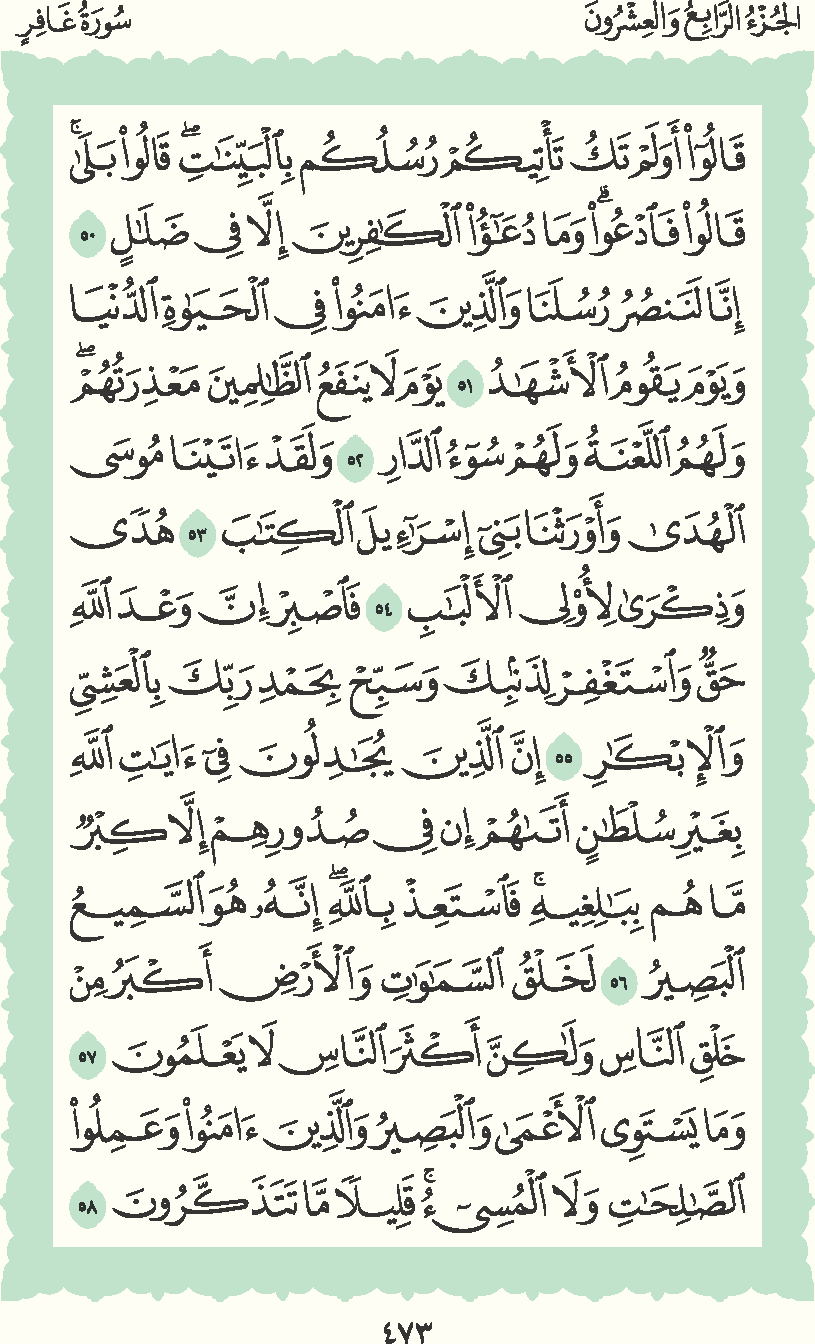 الجُزْءُ الرَّابِعُ وَالعِشْرُونَ
سُورَةُ غَافِرٍ
قَالُوٓا۟ أَوَلَمْ تَكُ تَأْتِيكُمْ رُسُلُكُم بِٱلْبَيِّنَـٰتِ ۖ قَالُوا۟ بَلَىٰ ۚ
قَالُوا۟ فَٱدْعُوا۟ ۗ وَمَا دُعَـٰٓؤُا۟ ٱلْكَـٰفِرِينَ إِلَّا فِى ضَلَـٰلٍ ٥٠
إِنَّا لَنَنصُرُ رُسُلَنَا وَٱلَّذِينَ ءَامَنُوا۟ فِى ٱلْحَيَوٰةِ ٱلدُّنْيَا
وَيَوْمَ يَقُومُ ٱلْأَشْهَـٰدُ ٥١ يَوْمَ لَا يَنفَعُ ٱلظَّـٰلِمِينَ مَعْذِرَتُهُمْ ۖ
وَلَهُمُ ٱللَّعْنَةُ وَلَهُمْ سُوٓءُ ٱلدَّارِ ٥٢ وَلَقَدْ ءَاتَيْنَا مُوسَى
ٱلْهُدَىٰ وَأَوْرَثْنَا بَنِىٓ إِسْرَٰٓءِيلَ ٱلْكِتَـٰبَ ٥٣ هُدًى
وَذِكْرَىٰ لِأُو۟لِى ٱلْأَلْبَـٰبِ ٥٤ فَٱصْبِرْ إِنَّ وَعْدَ ٱللَّهِ
حَقٌّ وَٱسْتَغْفِرْ لِذَنۢبِكَ وَسَبِّحْ بِحَمْدِ رَبِّكَ بِٱلْعَشِىِّ
وَٱلْإِبْكَـٰرِ ٥٥ إِنَّ ٱلَّذِينَ يُجَـٰدِلُونَ فِىٓ ءَايَـٰتِ ٱللَّهِ
بِغَيْرِ سُلْطَـٰنٍ أَتَىٰهُمْ إِن فِى صُدُورِهِمْ إِلَّا كِبْرٌ
مَّا هُم بِبَـٰلِغِيهِ ۚ فَٱسْتَعِذْ بِٱللَّهِ ۖ إِنَّهُۥ هُوَ ٱلسَّمِيعُ
ٱلْبَصِيرُ ٥٦ لَخَلْقُ ٱلسَّمَـٰوَٰتِ وَٱلْأَرْضِ أَكْبَرُ مِنْ
خَلْقِ ٱلنَّاسِ وَلَـٰكِنَّ أَكْثَرَ ٱلنَّاسِ لَا يَعْلَمُونَ ٥٧
وَمَا يَسْتَوِى ٱلْأَعْمَىٰ وَٱلْبَصِيرُ وَٱلَّذِينَ ءَامَنُوا۟ وَعَمِلُوا۟
ٱلصَّـٰلِحَـٰتِ وَلَا ٱلْمُسِىٓءُ ۚ قَلِيلًا مَّا تَتَذَكَّرُونَ ٥٨
٤٧٣